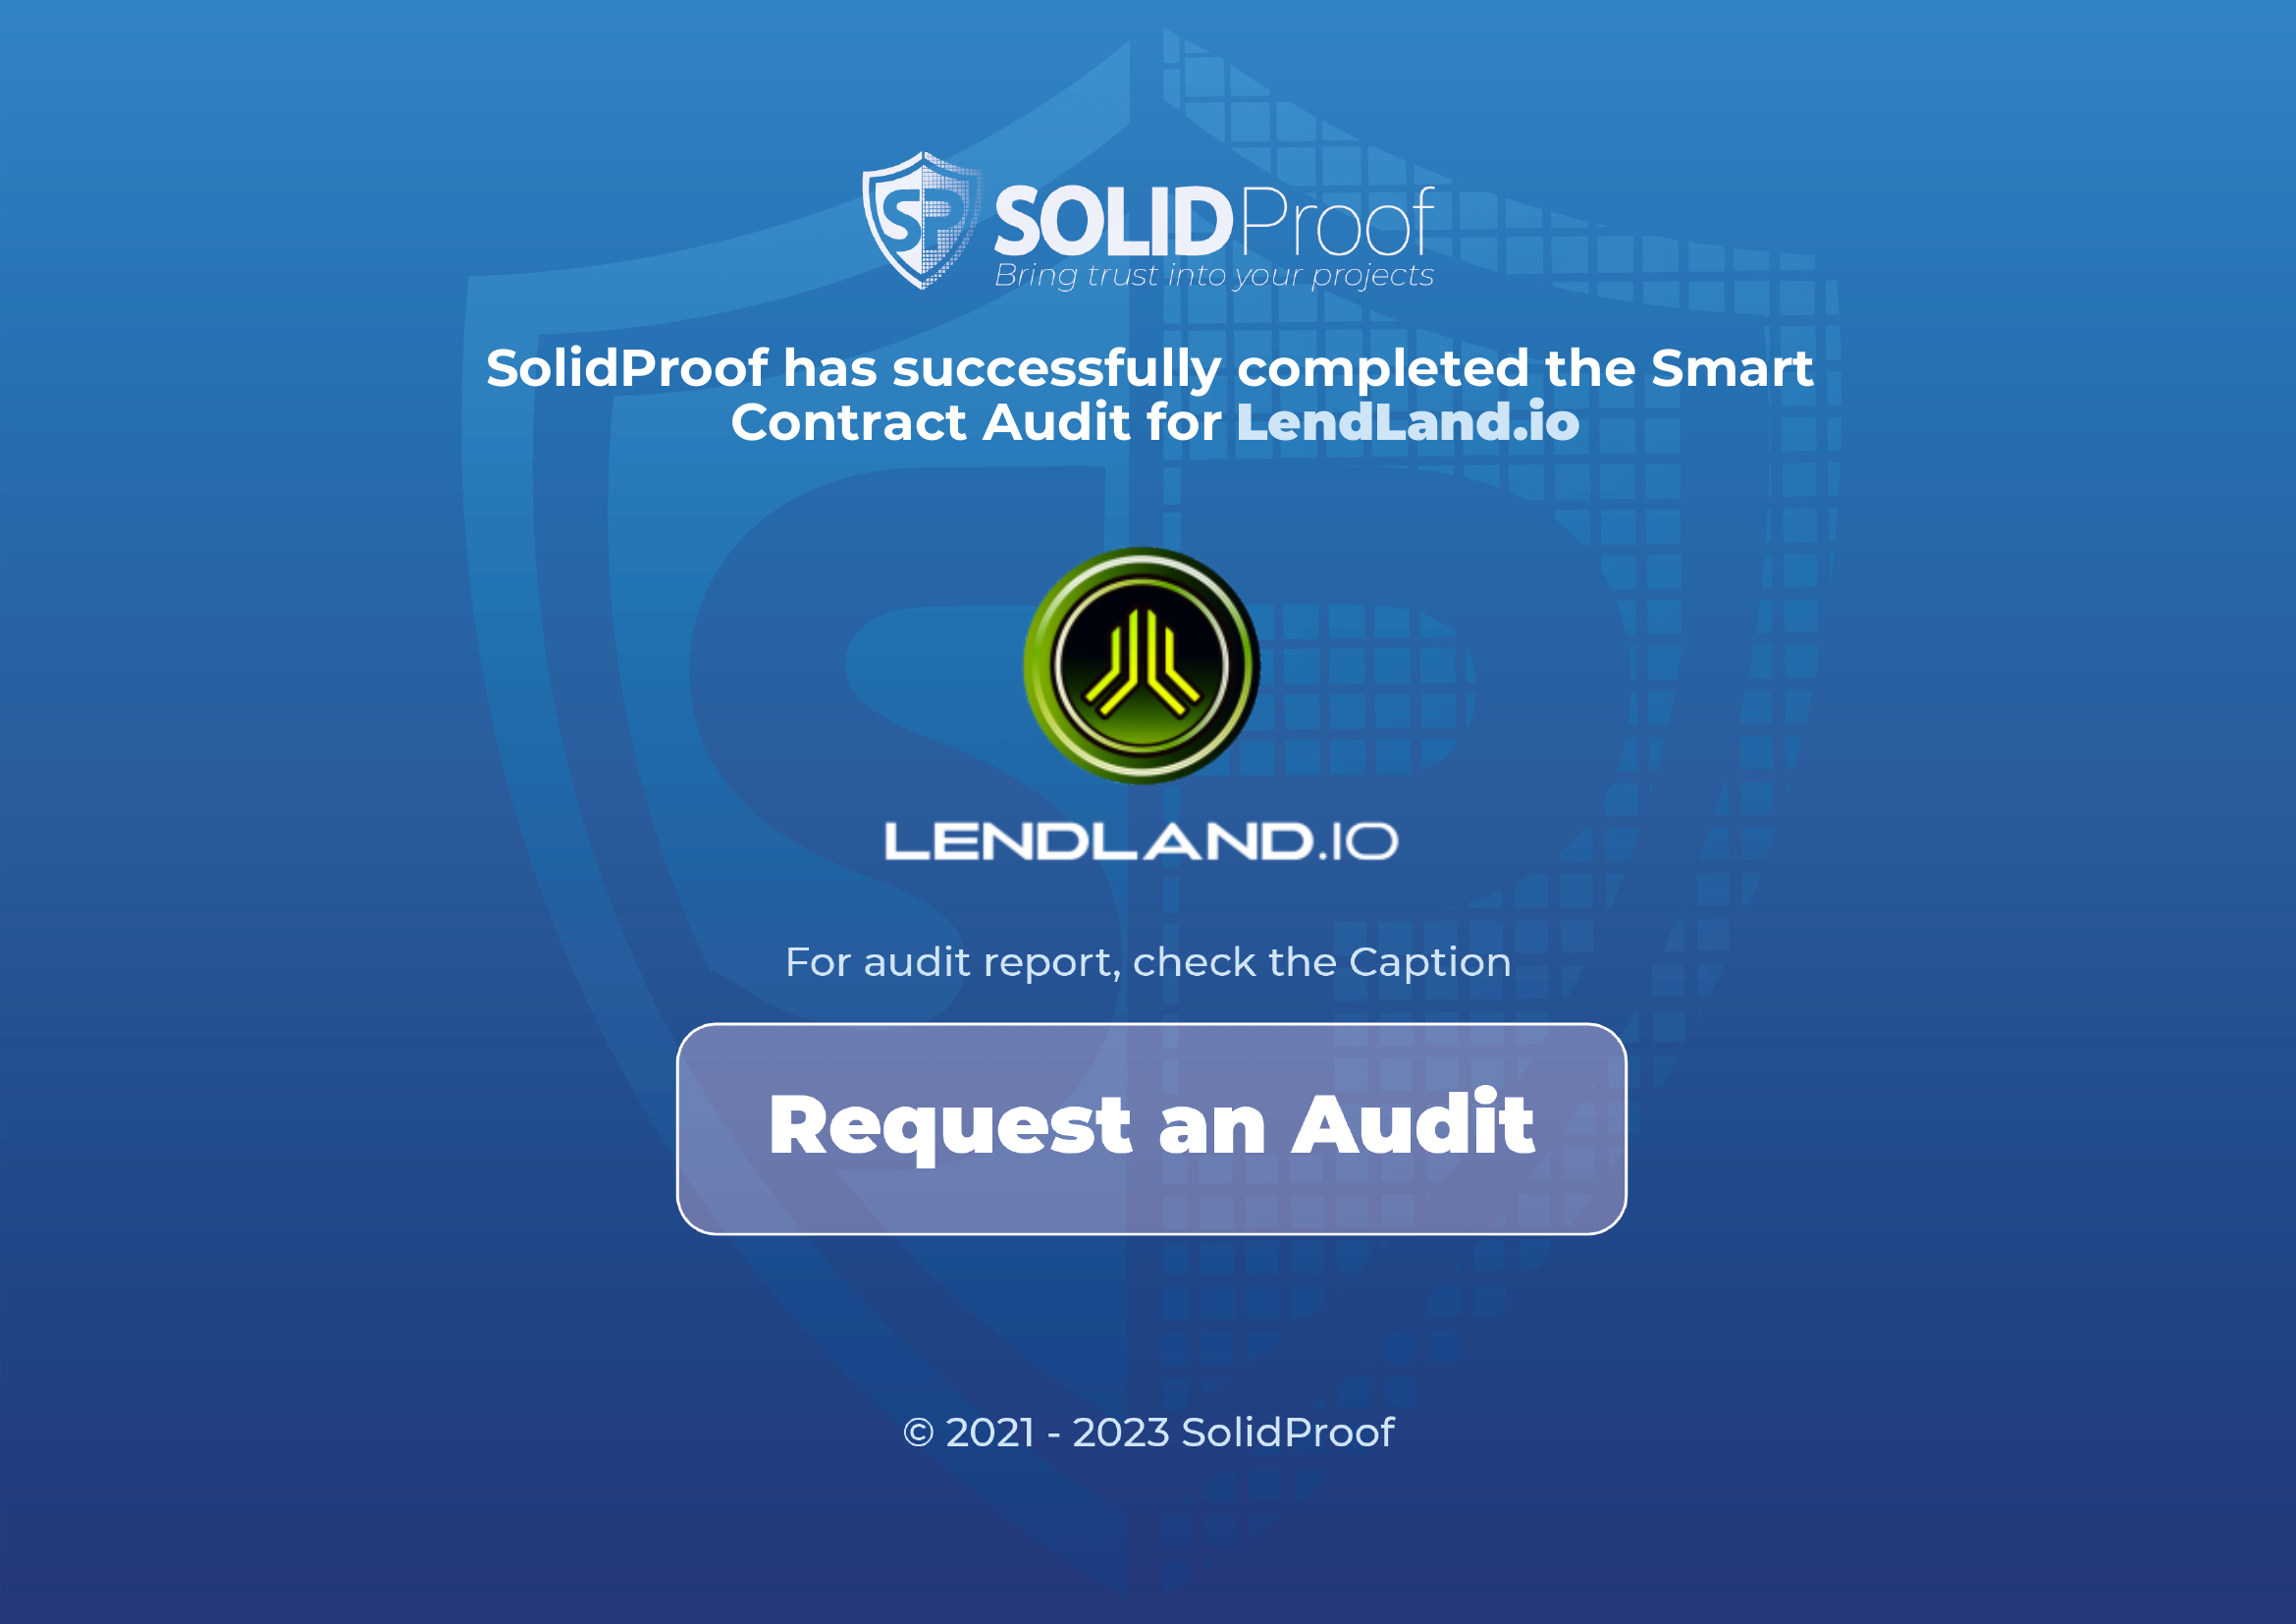 SP SOLIDProof
Bring trust into your projects
SolidProof has successfully completed the Smart
Contract Audit for LendLand.io
LENDLAND.IO
For audit report, check the Caption
Request an Audit
© 2021 - 2023 SolidProof